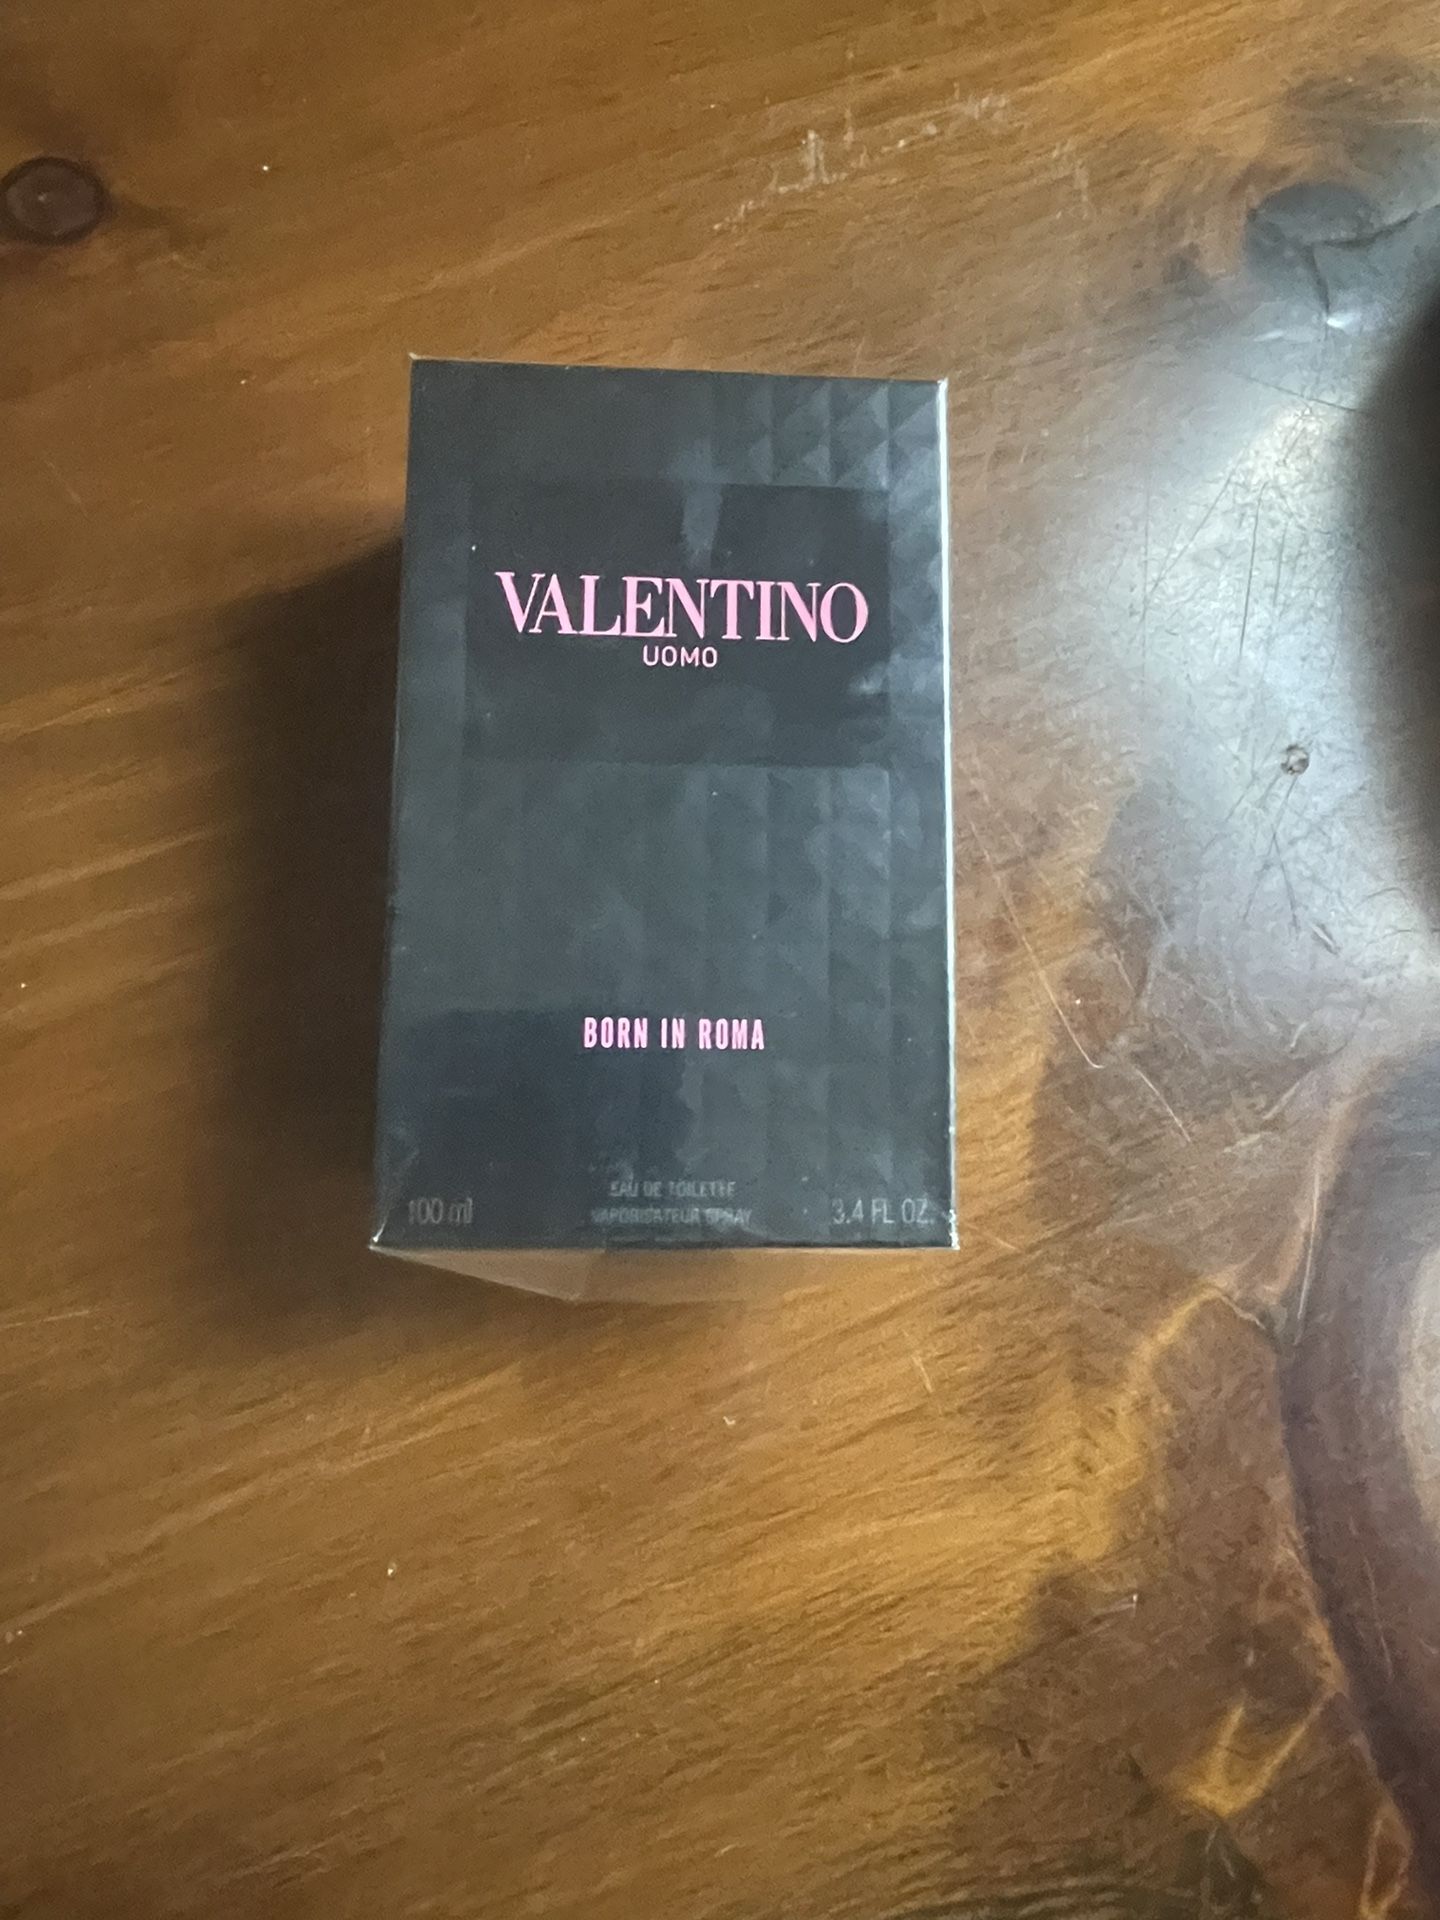 VALENTINO
UOMO
BORN IN ROMA
EAU DE TOILETTE
100 ml
VAPORISATEUR SPRAY
3.4 FL OZ.